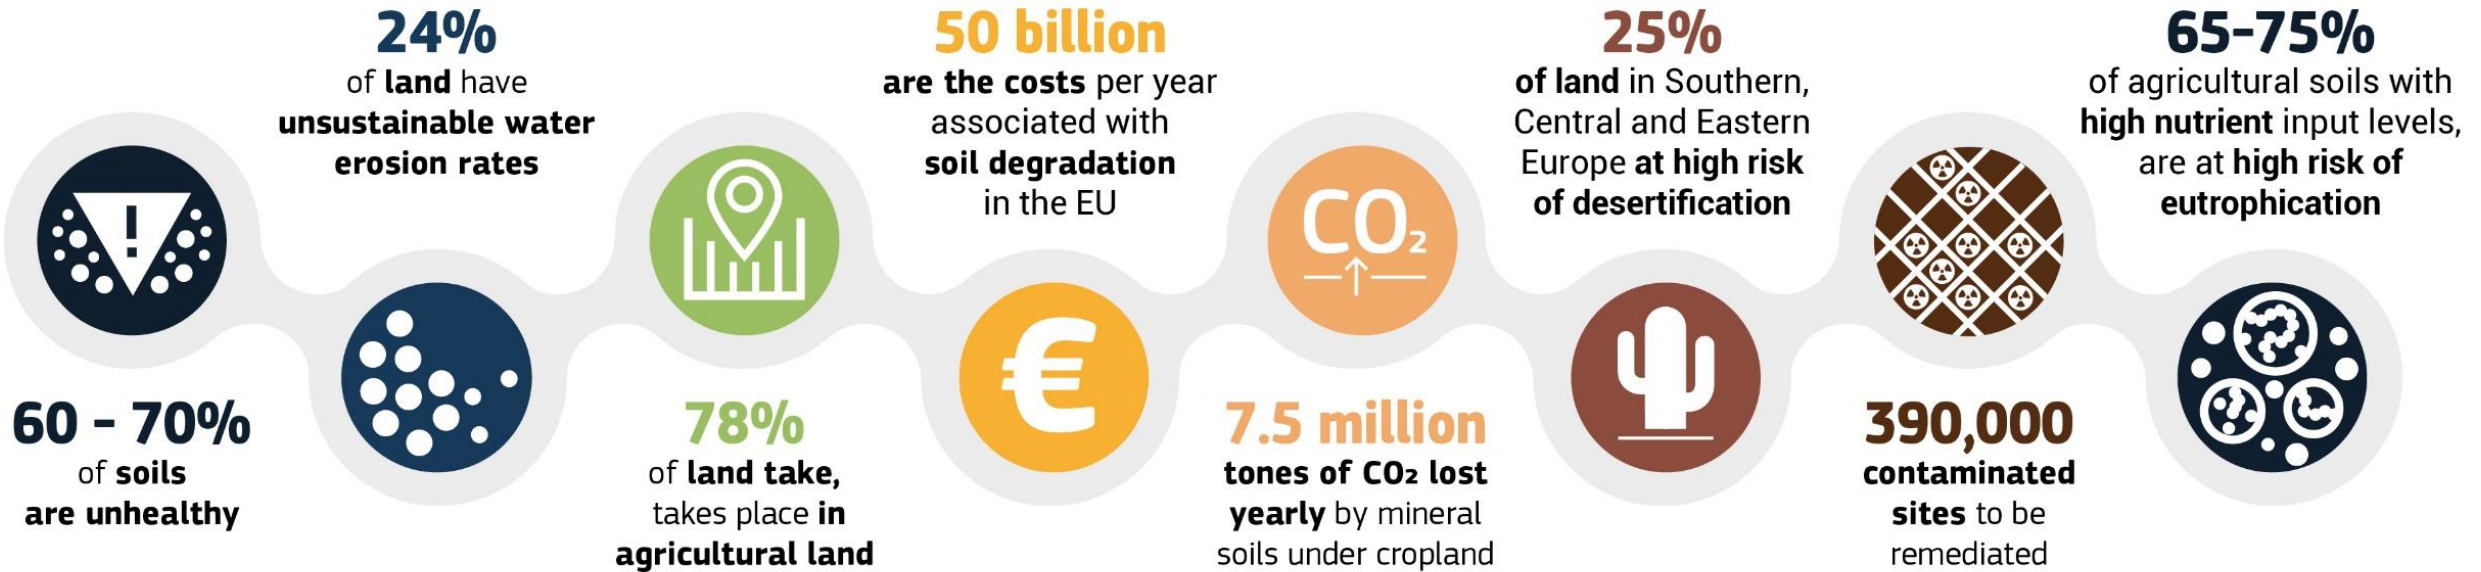 60 - 70%
of soils
are unhealthy
24%
of land have
unsustainable water
erosion rates
78%
of land take,
takes place in
agricultural land
50 billion
are the costs per year
associated with
soil degradation
in the EU
€
CO₂
7.5 million
tones of CO₂ lost
yearly by mineral
soils under cropland
25%
of land in Southern,
Central and Eastern
Europe at high risk
of desertification
390,000
contaminated
sites to be
remediated
65-75%
of agricultural soils with
high nutrient input levels,
are at high risk of
eutrophication
!